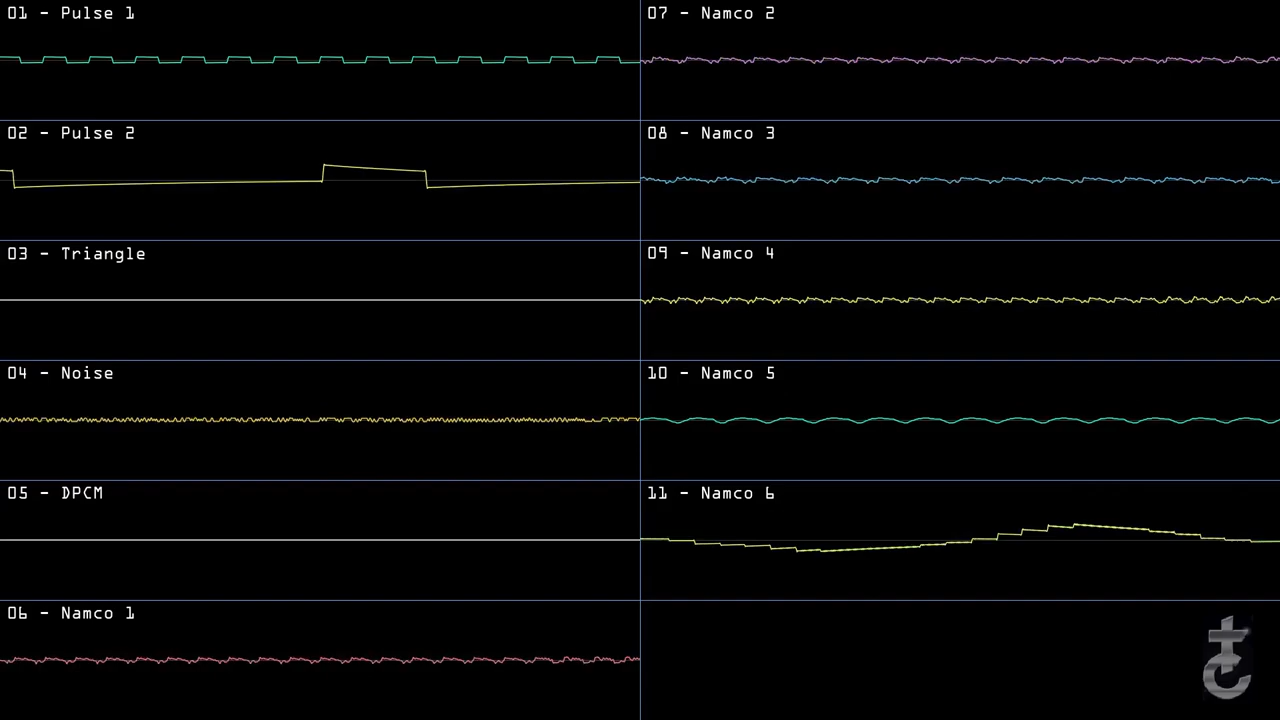 01 - Pulse 1
02 - Pulse 2
03 - Triangle
04 - Noise
05 - DPCM
06 - Namco 1
07 - Namco 2
08 - Namco 3
09 - Namco 4
10 - Namco 5
11 - Namco 6